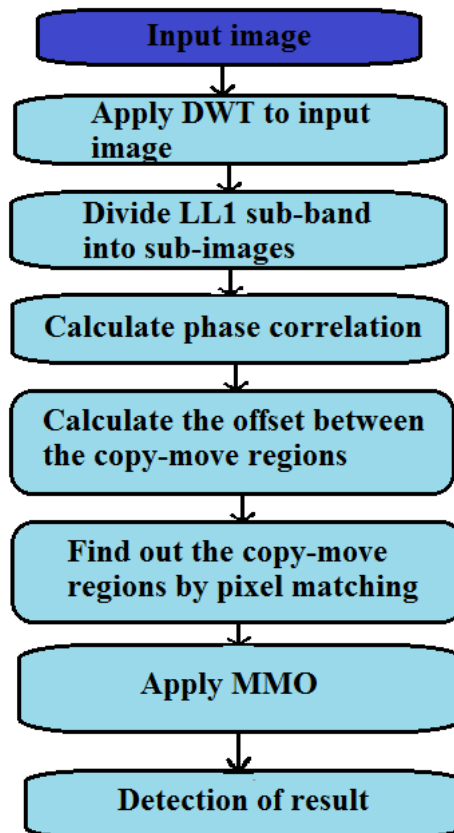 Input image
Apply DWT to input
image
Divide LL1 sub-band
into sub-images
Calculate phase correlation
Calculate the offset between
the copy-move regions
Find out the copy-move
regions by pixel matching
Apply MMO
Detection of result